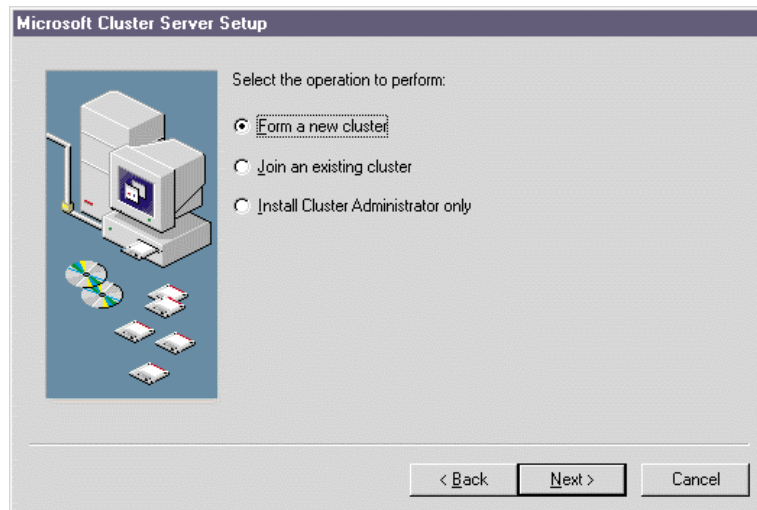 Microsoft Cluster Server Setup
Select the operation to perform:
Form a new cluster
Join an existing cluster
Install Cluster Administrator only
< Back
Next >
Cancel